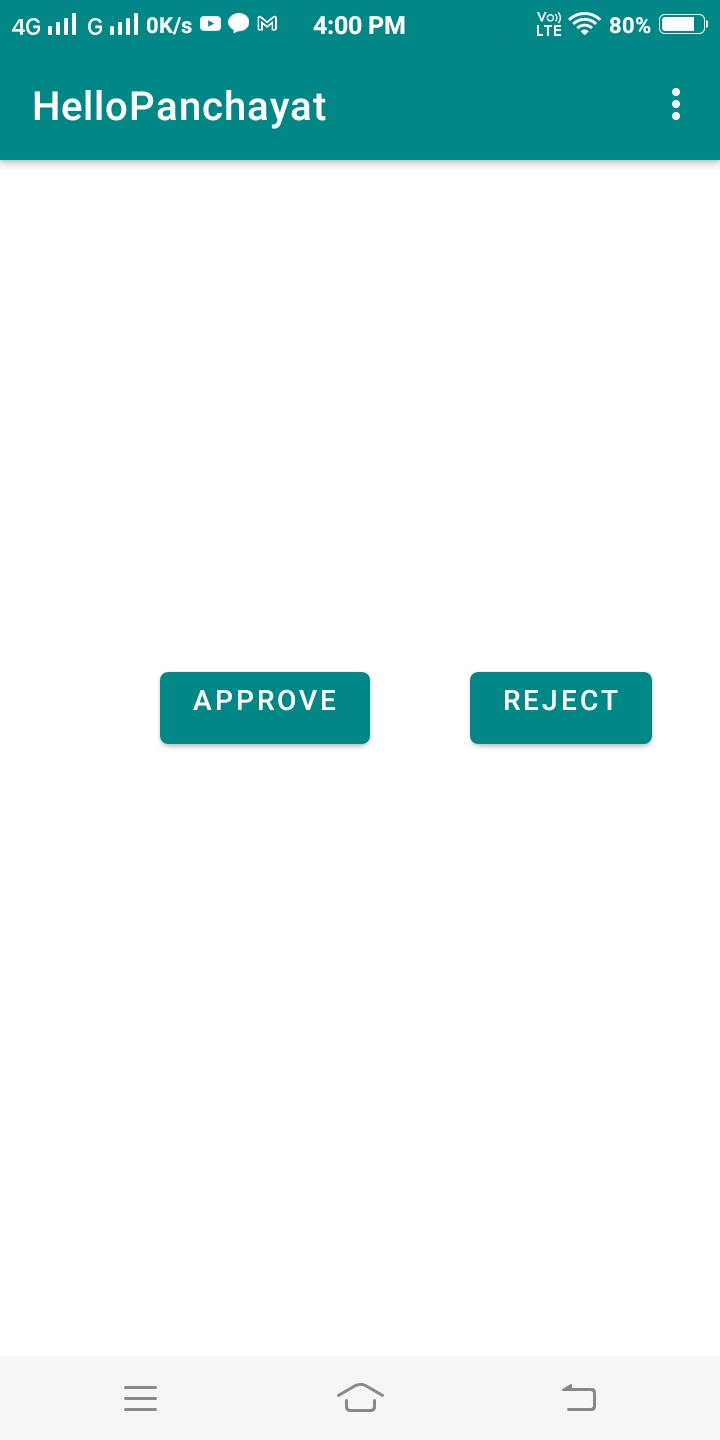 4G G 0K/s 4:00 PM Vo)) LTE 80%
HelloPanchayat
APPROVE REJECT